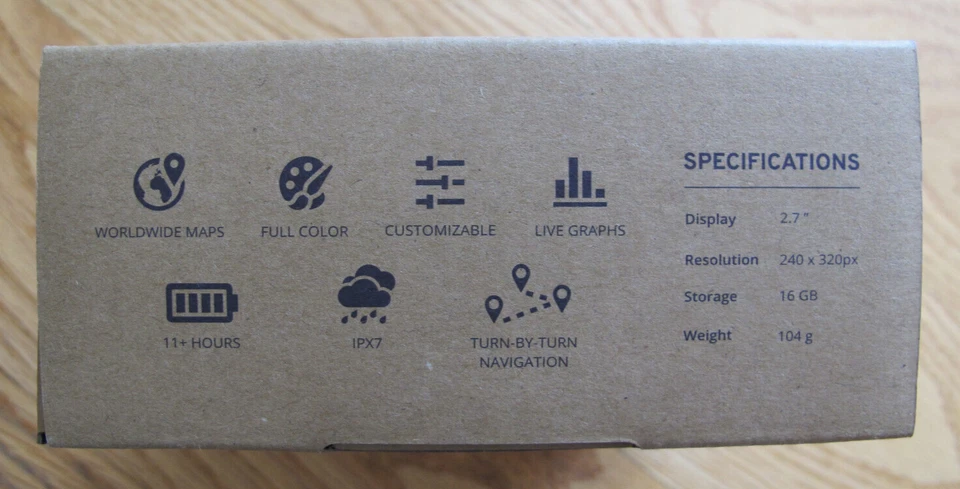 WORLDWIDE MAPS
FULL COLOR
CUSTOMIZABLE
LIVE GRAPHS
11+ HOURS
IPX7
TURN-BY-TURN
NAVIGATION
SPECIFICATIONS
Display 2.7 "
Resolution 240 x 320px
Storage 16 GB
Weight 104 g